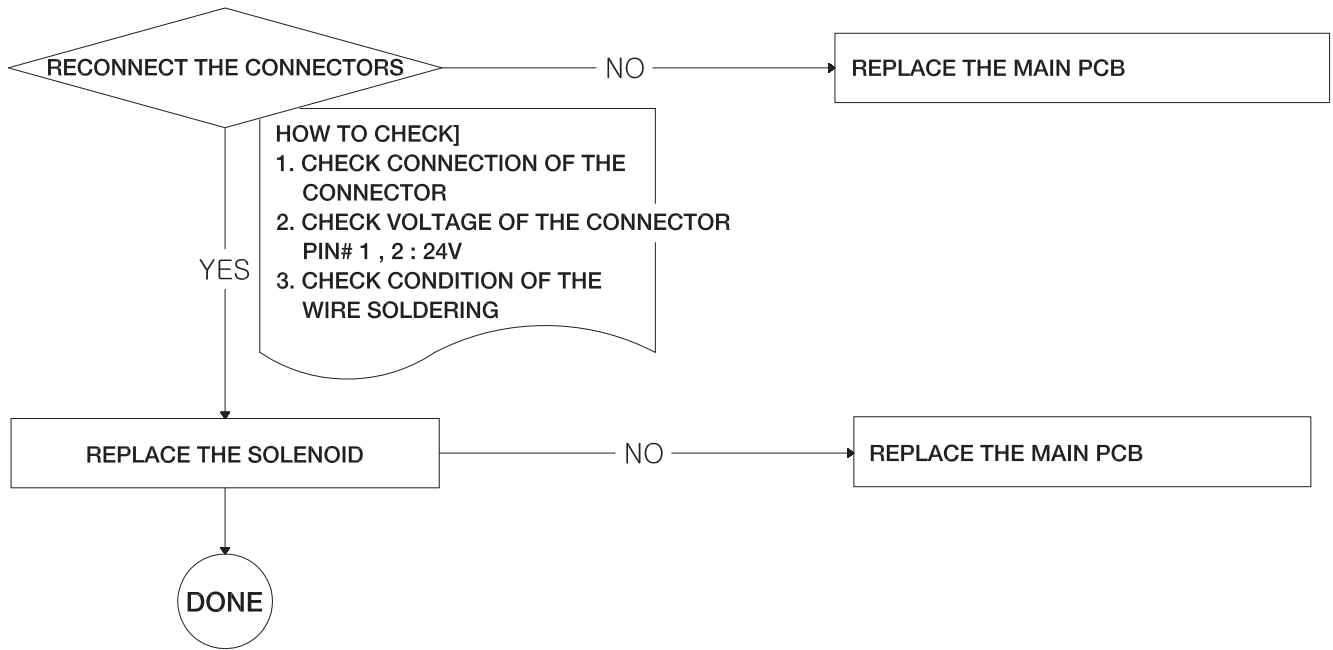 RECONNECT THE CONNECTORS
NO
REPLACE THE MAIN PCB
HOW TO CHECK]
1. CHECK CONNECTION OF THE
CONNECTOR
2. CHECK VOLTAGE OF THE CONNECTOR
PIN# 1 , 2 : 24V
3. CHECK CONDITION OF THE
WIRE SOLDERING
YES
REPLACE THE SOLENOID
NO
REPLACE THE MAIN PCB
DONE